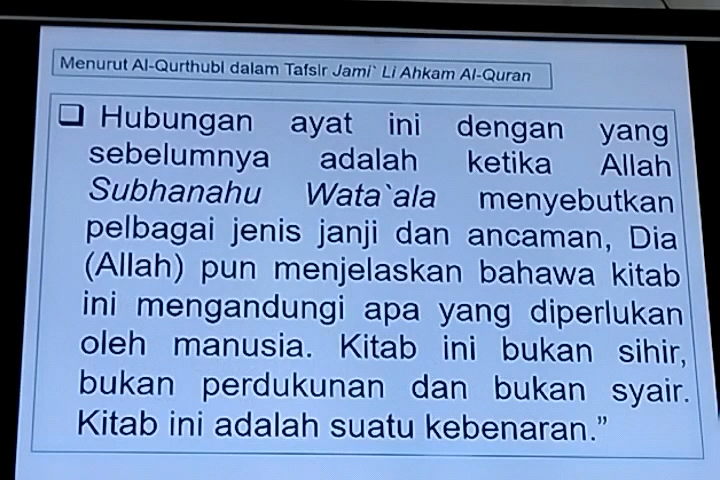 Menurut Al-Qurthubi dalam Tafsir Jami` Li Ahkam Al-Quran
❑ Hubungan ayat ini dengan yang
sebelumnya adalah ketika Allah
Subhanahu Wata`ala menyebutkan
pelbagai jenis janji dan ancaman, Dia
(Allah) pun menjelaskan bahawa kitab
ini mengandungi apa yang diperlukan
oleh manusia. Kitab ini bukan sihir,
bukan perdukunan dan bukan syair.
Kitab ini adalah suatu kebenaran.”